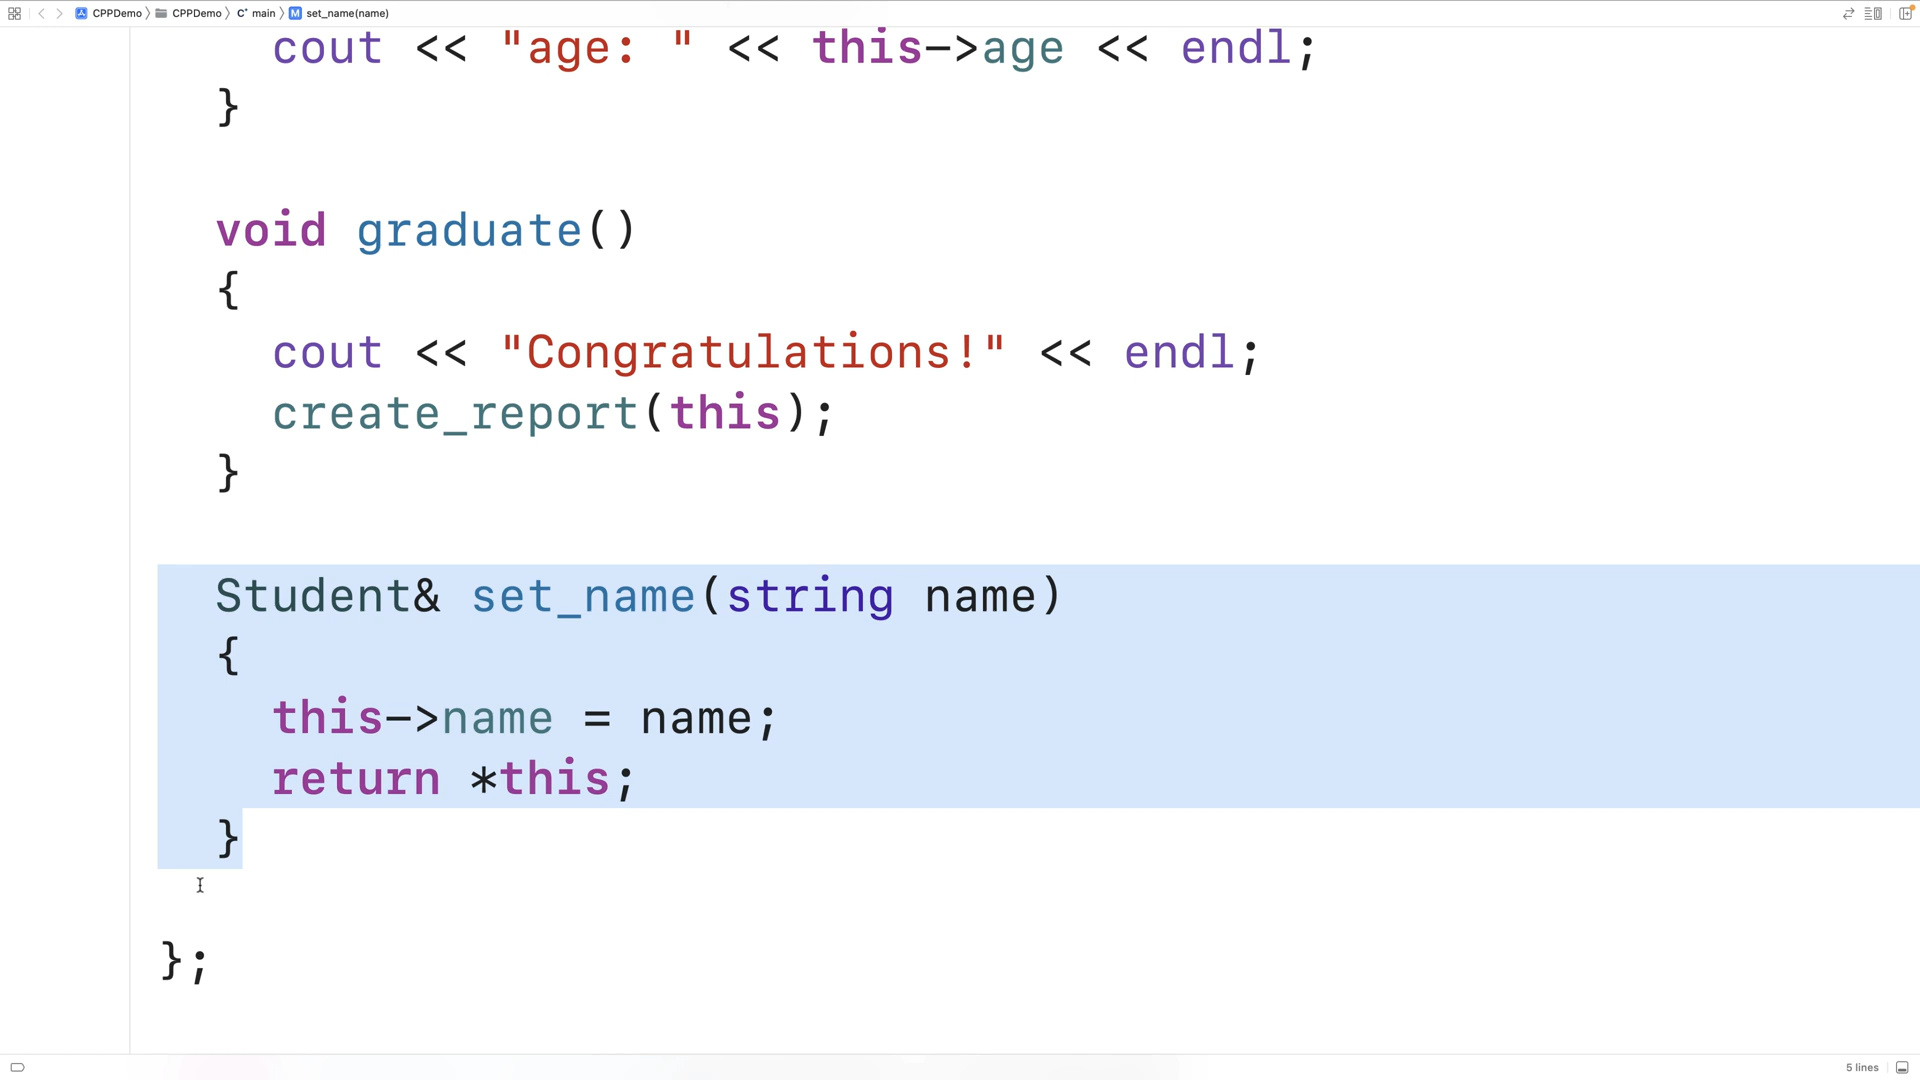 CPPDemo CPPDemo C+ main M set_name(name)
cout << "age: " << this->age << endl;
}
void graduate()
{
cout << "Congratulations!" << endl;
create_report(this);
}
Student& set_name(string name)
{
this->name = name;
return *this;
}
};
5 lines